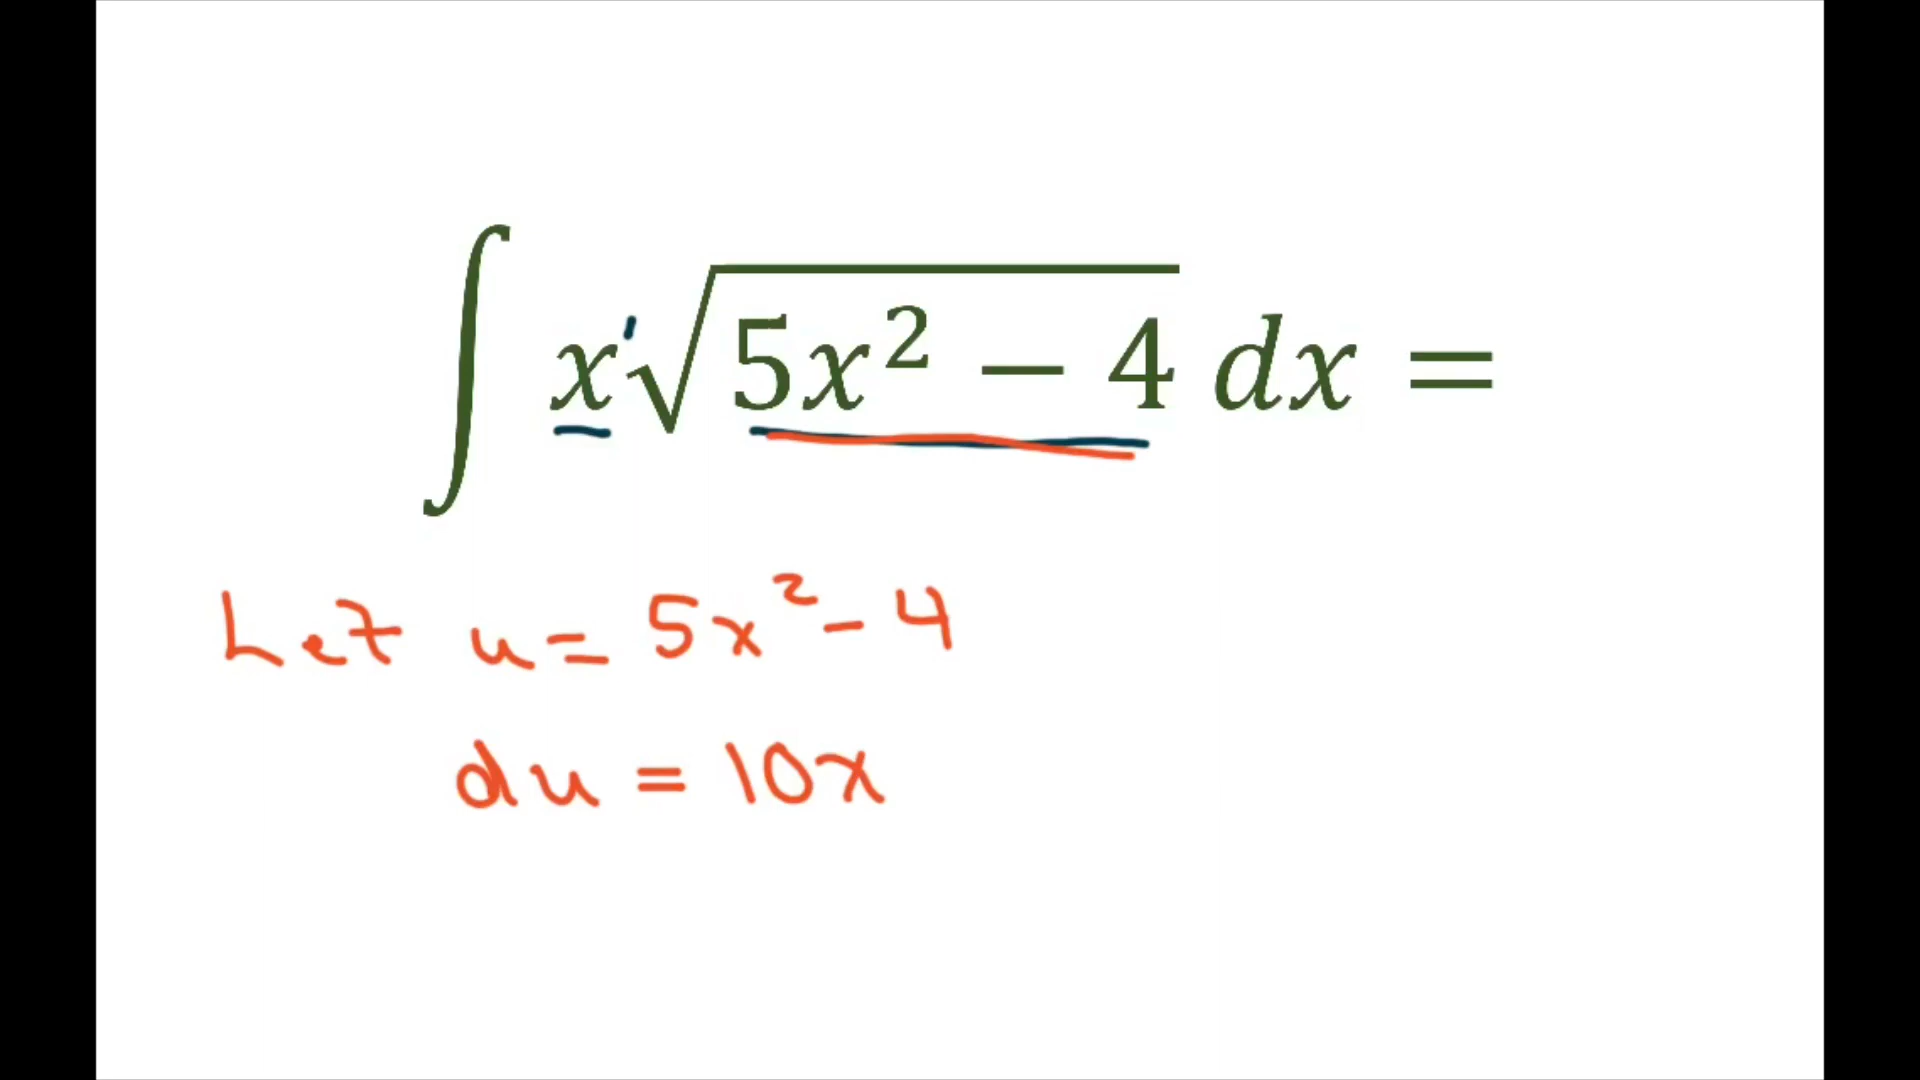 ∫ x'√(5x² − 4) dx =
Let u = 5x² − 4
du = 10x